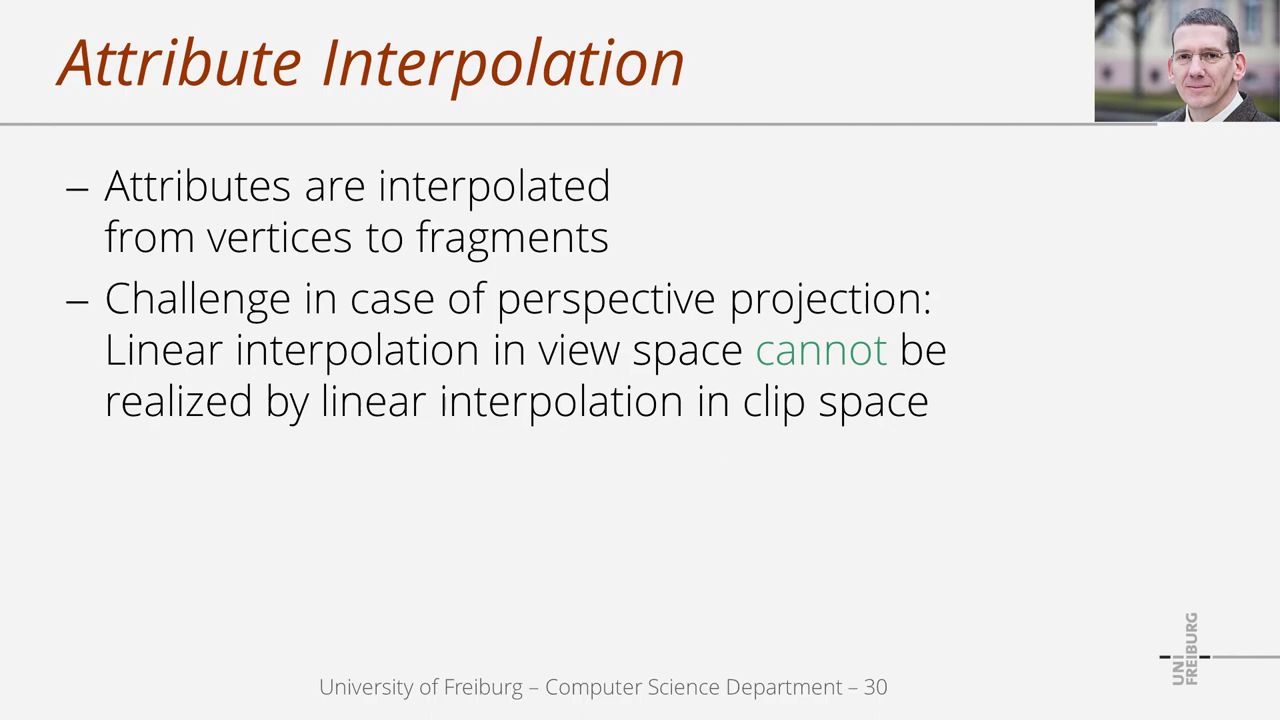 Attribute Interpolation
– Attributes are interpolated
from vertices to fragments
– Challenge in case of perspective projection:
Linear interpolation in view space cannot be
realized by linear interpolation in clip space
UNI
FREIBURG
University of Freiburg – Computer Science Department – 30